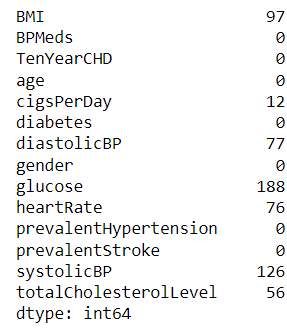 BMI 97
BPMeds 0
TenYearCHD 0
age 0
cigsPerDay 12
diabetes 0
diastolicBP 77
gender 0
glucose 188
heartRate 76
prevalentHypertension 0
prevalentStroke 0
systolicBP 126
totalCholesterolLevel 56
dtype: int64